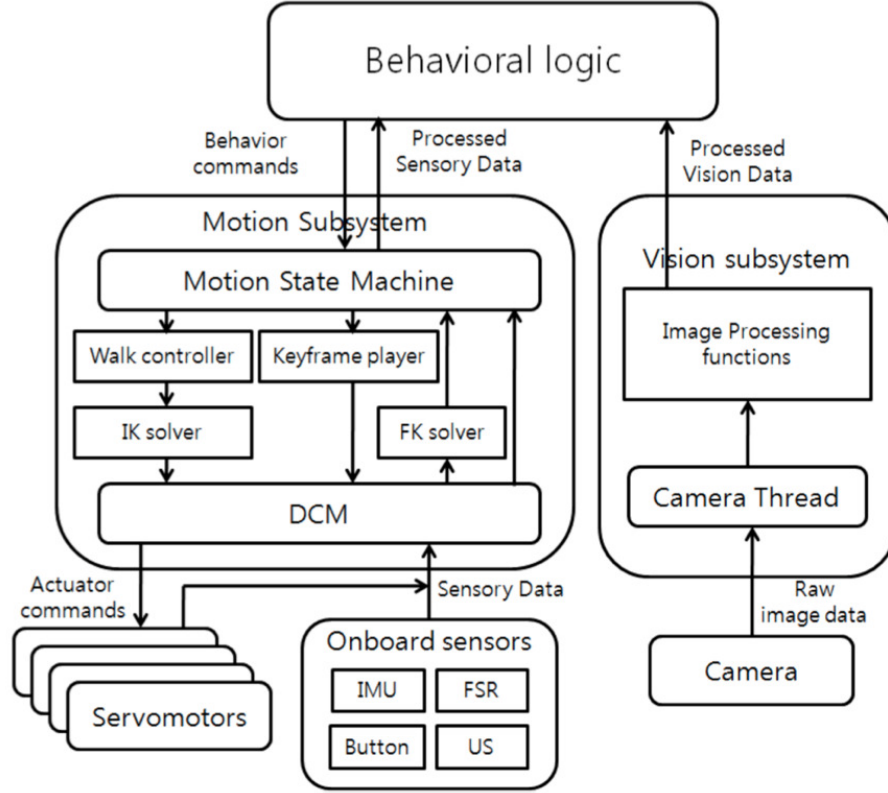 Behavioral logic
Behavior
commands
Processed
Sensory Data
Processed
Vision Data
Motion Subsystem
Motion State Machine
Walk controller
Keyframe player
IK solver
FK solver
DCM
Vision subsystem
Image Processing
functions
Camera Thread
Actuator
commands
Sensory Data
Raw
image data
Servomotors
Onboard sensors
IMU
FSR
Button
US
Camera